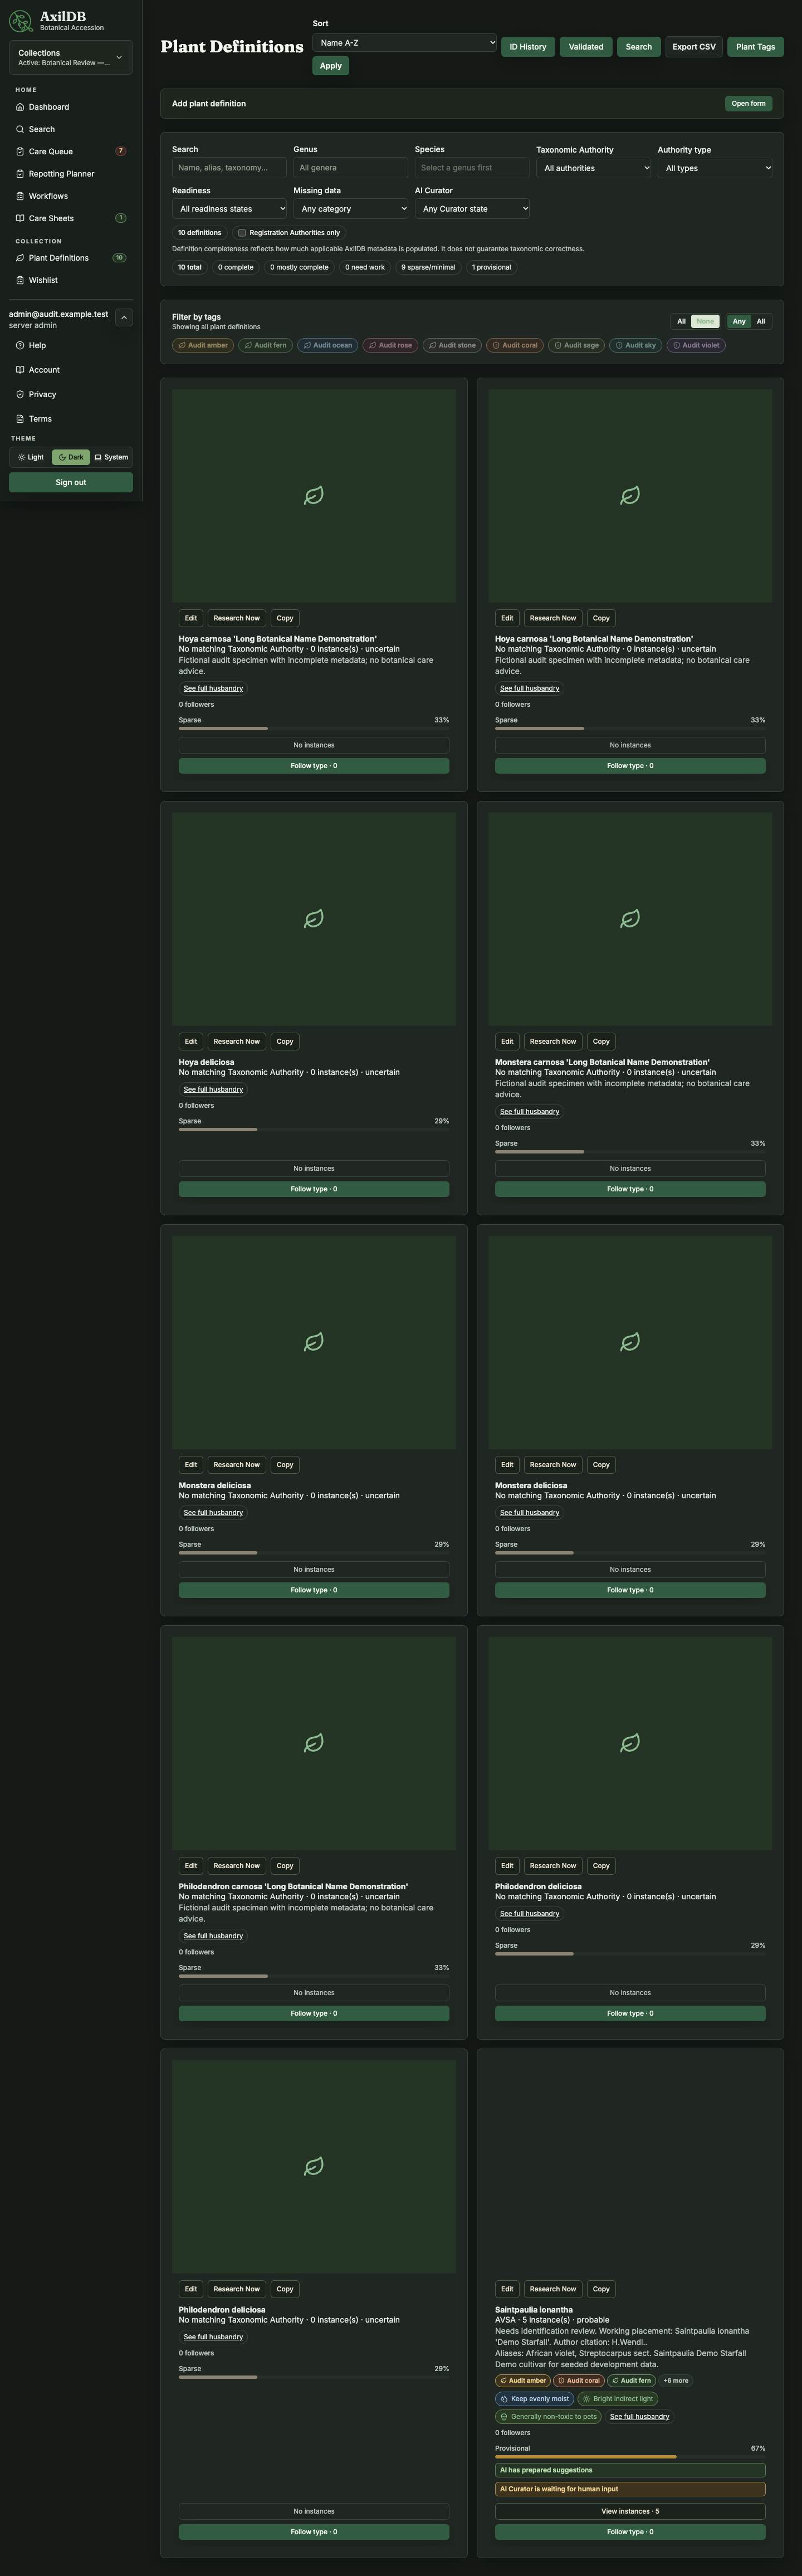 AxilDB
Botanical Accession
Collections
Active: Botanical Review —...
HOME
Dashboard
Search
Care Queue 7
Repotting Planner
Workflows
Care Sheets 1
COLLECTION
Plant Definitions 10
Wishlist
admin@audit.example.test
server admin
Help
Account
Privacy
Terms
THEME
Light Dark System
Sign out
Plant Definitions
Sort
Name A-Z
Apply
ID History Validated Search Export CSV Plant Tags
Add plant definition
Open form
Search Genus Species Taxonomic Authority Authority type
Name, alias, taxonomy... All genera Select a genus first All authorities All types
Readiness Missing data AI Curator
All readiness states Any category Any Curator state
10 definitions Registration Authorities only
Definition completeness reflects how much applicable AxilDB metadata is populated. It does not guarantee taxonomic correctness.
10 total 0 complete 0 mostly complete 0 need work 9 sparse/minimal 1 provisional
Filter by tags
Showing all plant definitions
All None Any All
Audit amber Audit fern Audit ocean Audit rose Audit stone Audit coral Audit sage Audit sky Audit violet
Edit Research Now Copy
Hoya carnosa 'Long Botanical Name Demonstration'
No matching Taxonomic Authority · 0 instance(s) · uncertain
Fictional audit specimen with incomplete metadata; no botanical care
advice.
See full husbandry
0 followers
Sparse 33%
No instances
Follow type · 0
Edit Research Now Copy
Hoya carnosa 'Long Botanical Name Demonstration'
No matching Taxonomic Authority · 0 instance(s) · uncertain
Fictional audit specimen with incomplete metadata; no botanical care
advice.
See full husbandry
0 followers
Sparse 33%
No instances
Follow type · 0
Edit Research Now Copy
Hoya deliciosa
No matching Taxonomic Authority · 0 instance(s) · uncertain
See full husbandry
0 followers
Sparse 29%
No instances
Follow type · 0
Edit Research Now Copy
Monstera carnosa 'Long Botanical Name Demonstration'
No matching Taxonomic Authority · 0 instance(s) · uncertain
Fictional audit specimen with incomplete metadata; no botanical care
advice.
See full husbandry
0 followers
Sparse 33%
No instances
Follow type · 0
Edit Research Now Copy
Monstera deliciosa
No matching Taxonomic Authority · 0 instance(s) · uncertain
See full husbandry
0 followers
Sparse 29%
No instances
Follow type · 0
Edit Research Now Copy
Monstera deliciosa
No matching Taxonomic Authority · 0 instance(s) · uncertain
See full husbandry
0 followers
Sparse 29%
No instances
Follow type · 0
Edit Research Now Copy
Philodendron carnosa 'Long Botanical Name Demonstration'
No matching Taxonomic Authority · 0 instance(s) · uncertain
Fictional audit specimen with incomplete metadata; no botanical care
advice.
See full husbandry
0 followers
Sparse 33%
No instances
Follow type · 0
Edit Research Now Copy
Philodendron deliciosa
No matching Taxonomic Authority · 0 instance(s) · uncertain
See full husbandry
0 followers
Sparse 29%
No instances
Follow type · 0
Edit Research Now Copy
Philodendron deliciosa
No matching Taxonomic Authority · 0 instance(s) · uncertain
See full husbandry
0 followers
Sparse 29%
No instances
Follow type · 0
Edit Research Now Copy
Saintpaulia ionantha
AVSA · 5 instance(s) · probable
Needs identification review. Working placement: Saintpaulia ionantha
'Demo Starfall'. Author citation: H.Wendl..
Aliases: African violet, Streptocarpus sect. Saintpaulia Demo Starfall
Demo cultivar for seeded development data.
Audit amber Audit coral Audit fern +6 more
Keep evenly moist Bright indirect light
Generally non-toxic to pets See full husbandry
0 followers
Provisional 67%
AI has prepared suggestions
AI Curator is waiting for human input
View instances · 5
Follow type · 0